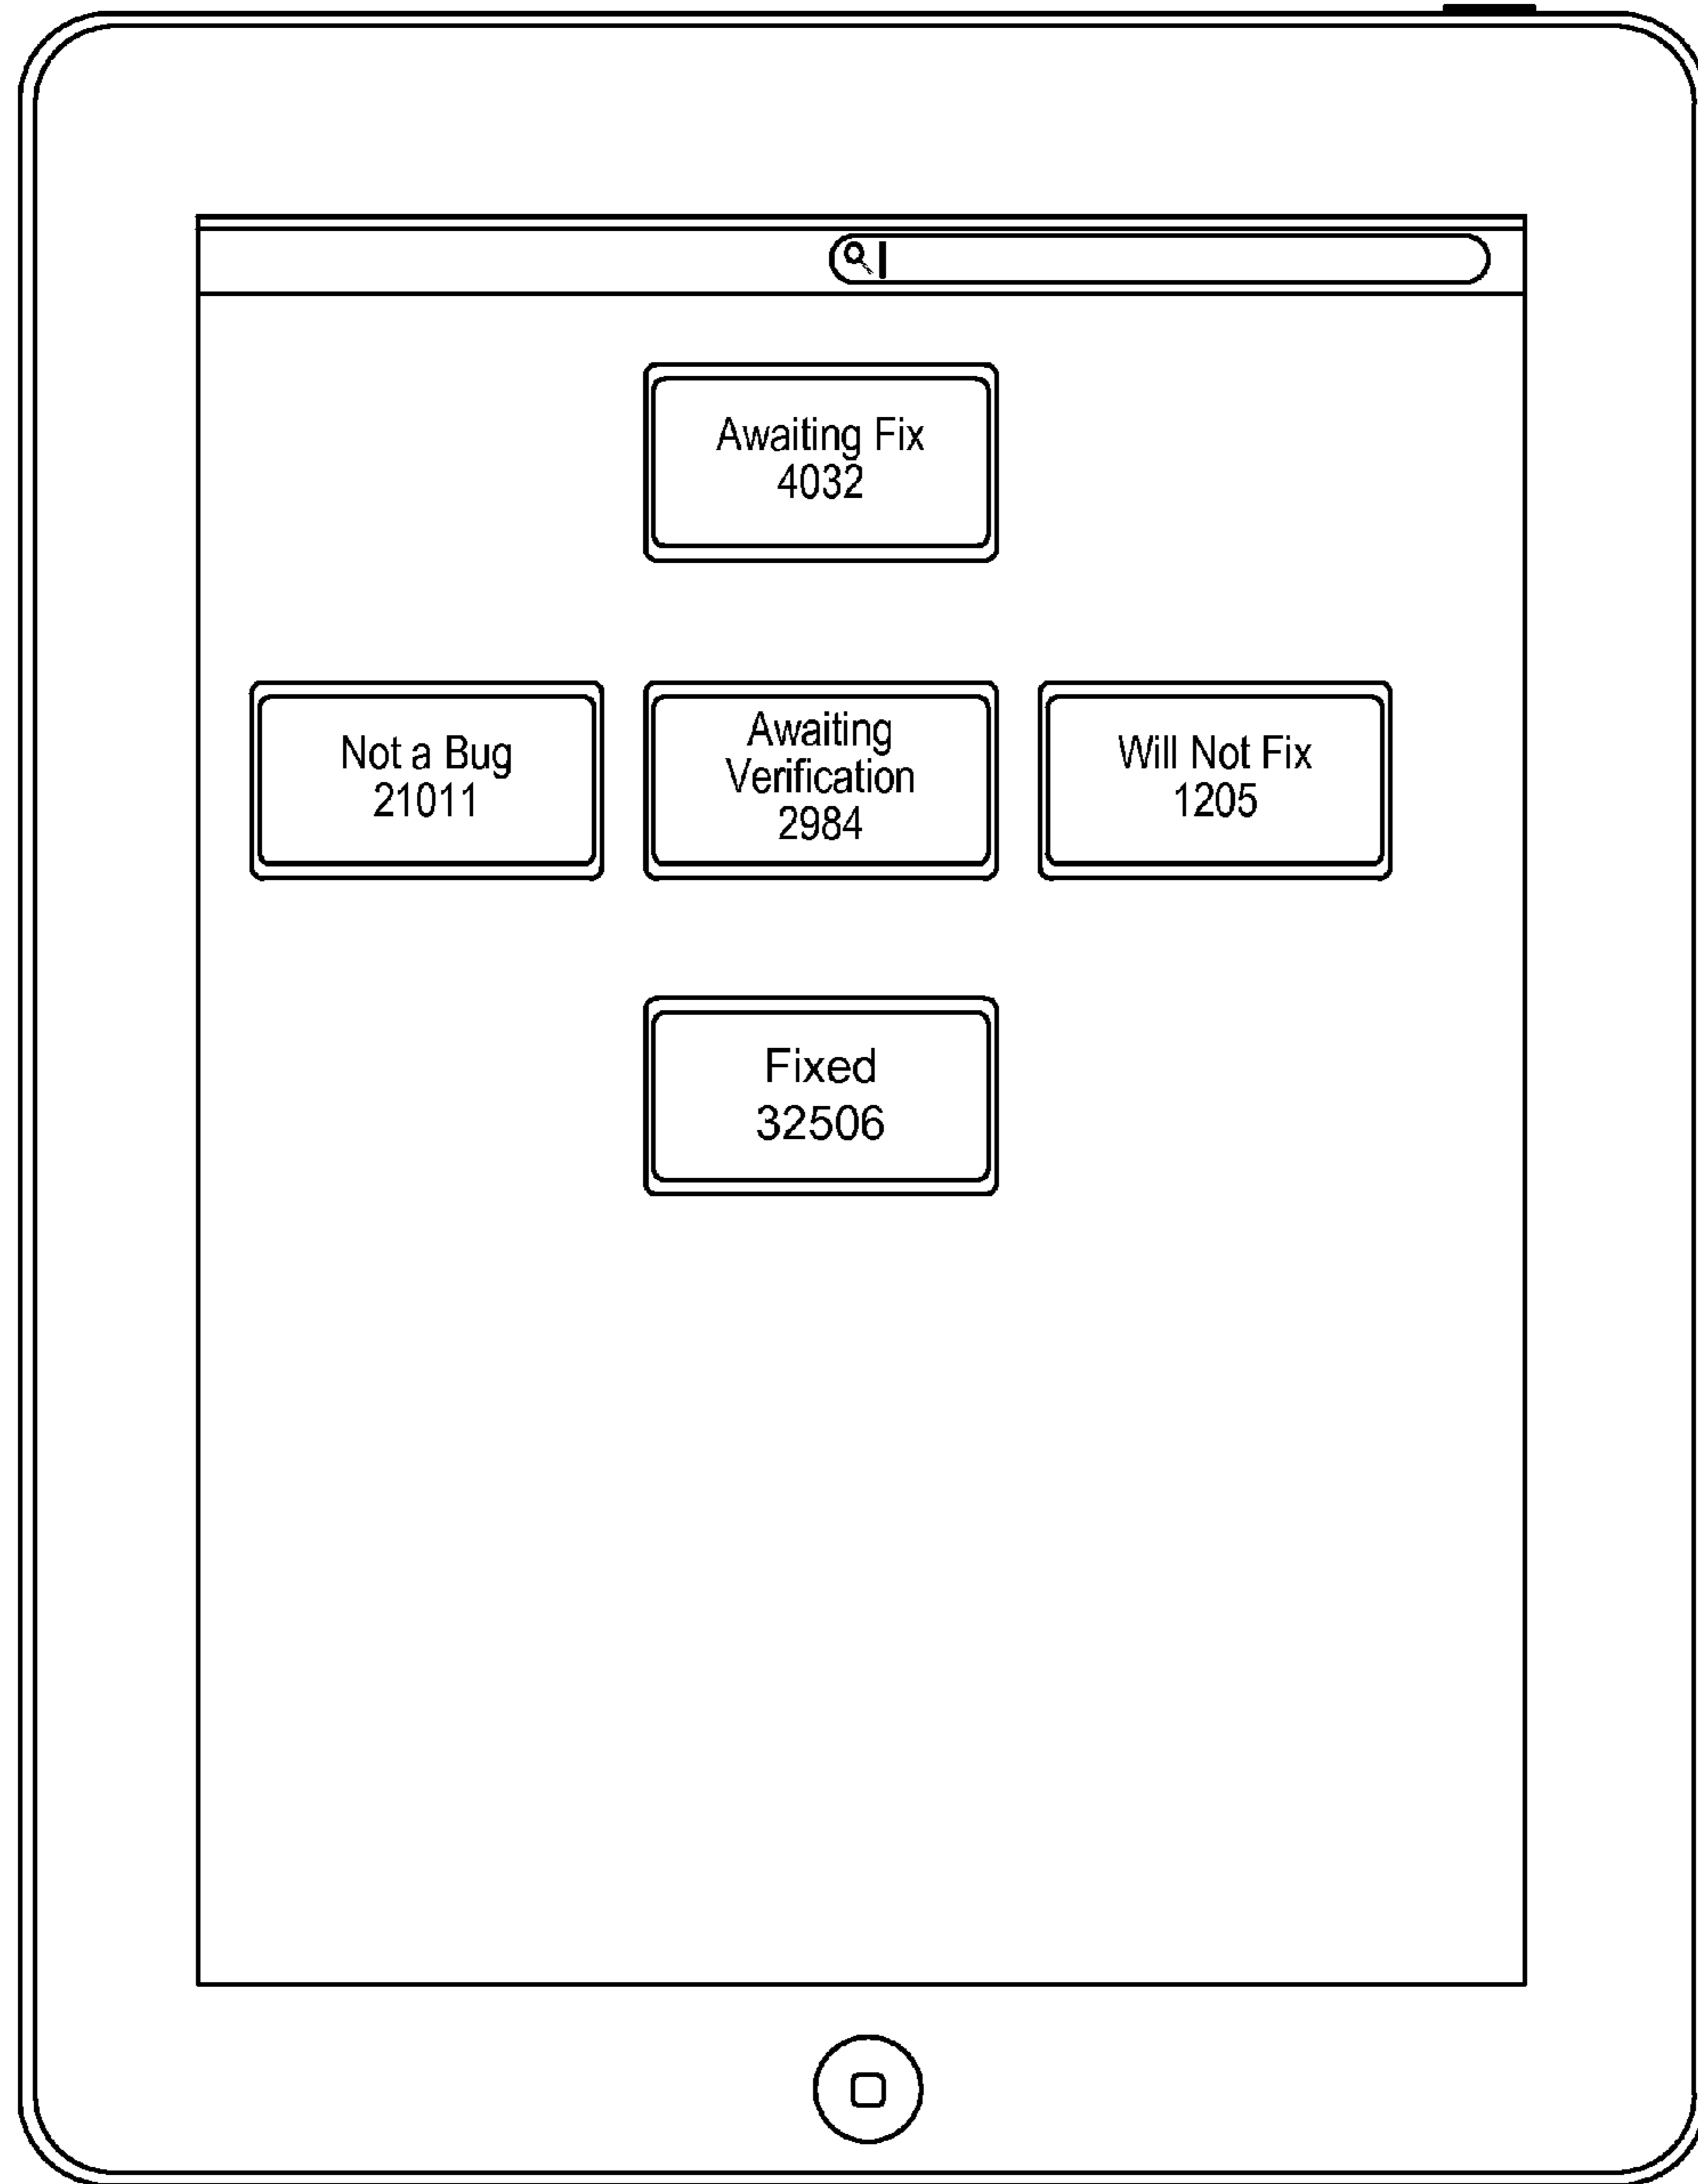 Awaiting Fix
4032
Not a Bug
21011
Awaiting
Verification
2984
Will Not Fix
1205
Fixed
32506